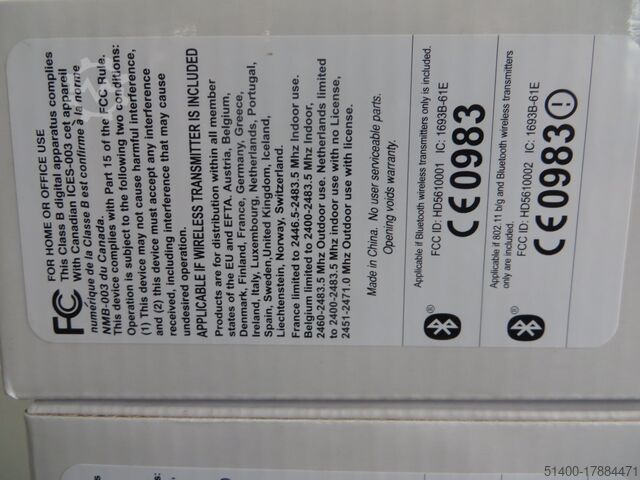 FC
FOR HOME OR OFFICE USE
This Class B digital apparatus complies
With Canadian ICES-003 cet appareil
numérique de la Classe B est confirme à la norme
NMB-003 du Canada.
This device complies with Part 15 of the FCC Rule.
Operation is subject to the following two conditions:
(1) This device may not cause harmful interference,
and (2) this device must accept any interference
received, including interference that may cause
undesired operation.
APPLICABLE IF WIRELESS TRANSMITTER IS INCLUDED
Products are for distribution within all member
states of the EU and EFTA. Austria, Belgium,
Denmark, Finland, France, Germany, Greece,
Ireland, Italy, Luxemburg, Netherlands, Portugal,
Spain, Sweden, United Kingdom, Iceland,
Liechtenstein, Norway, Switzerland.
France limited to 2446.5-2483.5 Mhz Indoor use.
Belgium limited to 2400-2483.5 Mhz Indoor,
2460-2483.5 Mhz Outdoor use. Netherlands limited
to 2400-2483.5 Mhz indoor use with no License,
2451-2471.0 Mhz Outdoor use with license.
Made in China. No user serviceable parts.
Opening voids warranty.
Applicable if Bluetooth wireless transmitters only is included.
FCC ID: HD5610001 IC: 1693B-61E
CE0983
®
Applicable if 802.11 b/g and Bluetooth wireless transmitters
only are included.
FCC ID: HD5610002 IC: 1693B-61E
CE0983
®
51400-17884471